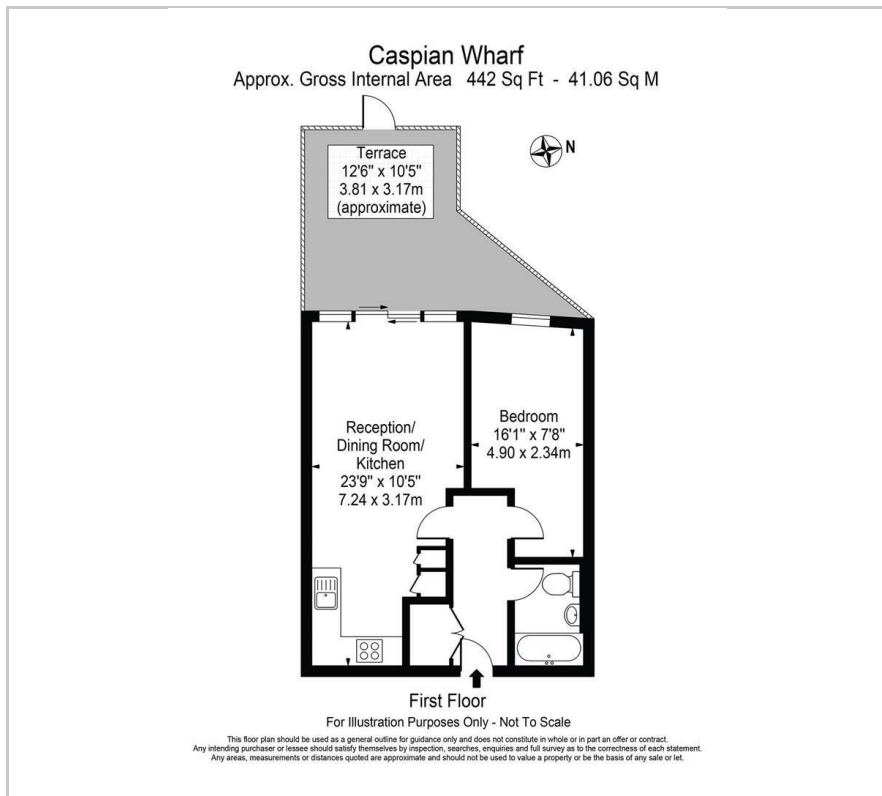 Caspian Wharf
Approx. Gross Internal Area 442 Sq Ft - 41.06 Sq M
N
Terrace
12'6" x 10'5"
3.81 x 3.17m
(approximate)
Reception/
Dining Room/
Kitchen
23'9" x 10'5"
7.24 x 3.17m
Bedroom
16'1" x 7'8"
4.90 x 2.34m
First Floor
For Illustration Purposes Only - Not To Scale
This floor plan should be used as a general outline for guidance only and does not constitute in whole or in part an offer or contract.
Any intending purchaser or lessee should satisfy themselves by inspection, searches, enquiries and full survey as to the correctness of each statement.
Any areas, measurements or distances quoted are approximate and should not be used to value a property or be the basis of any sale or let.